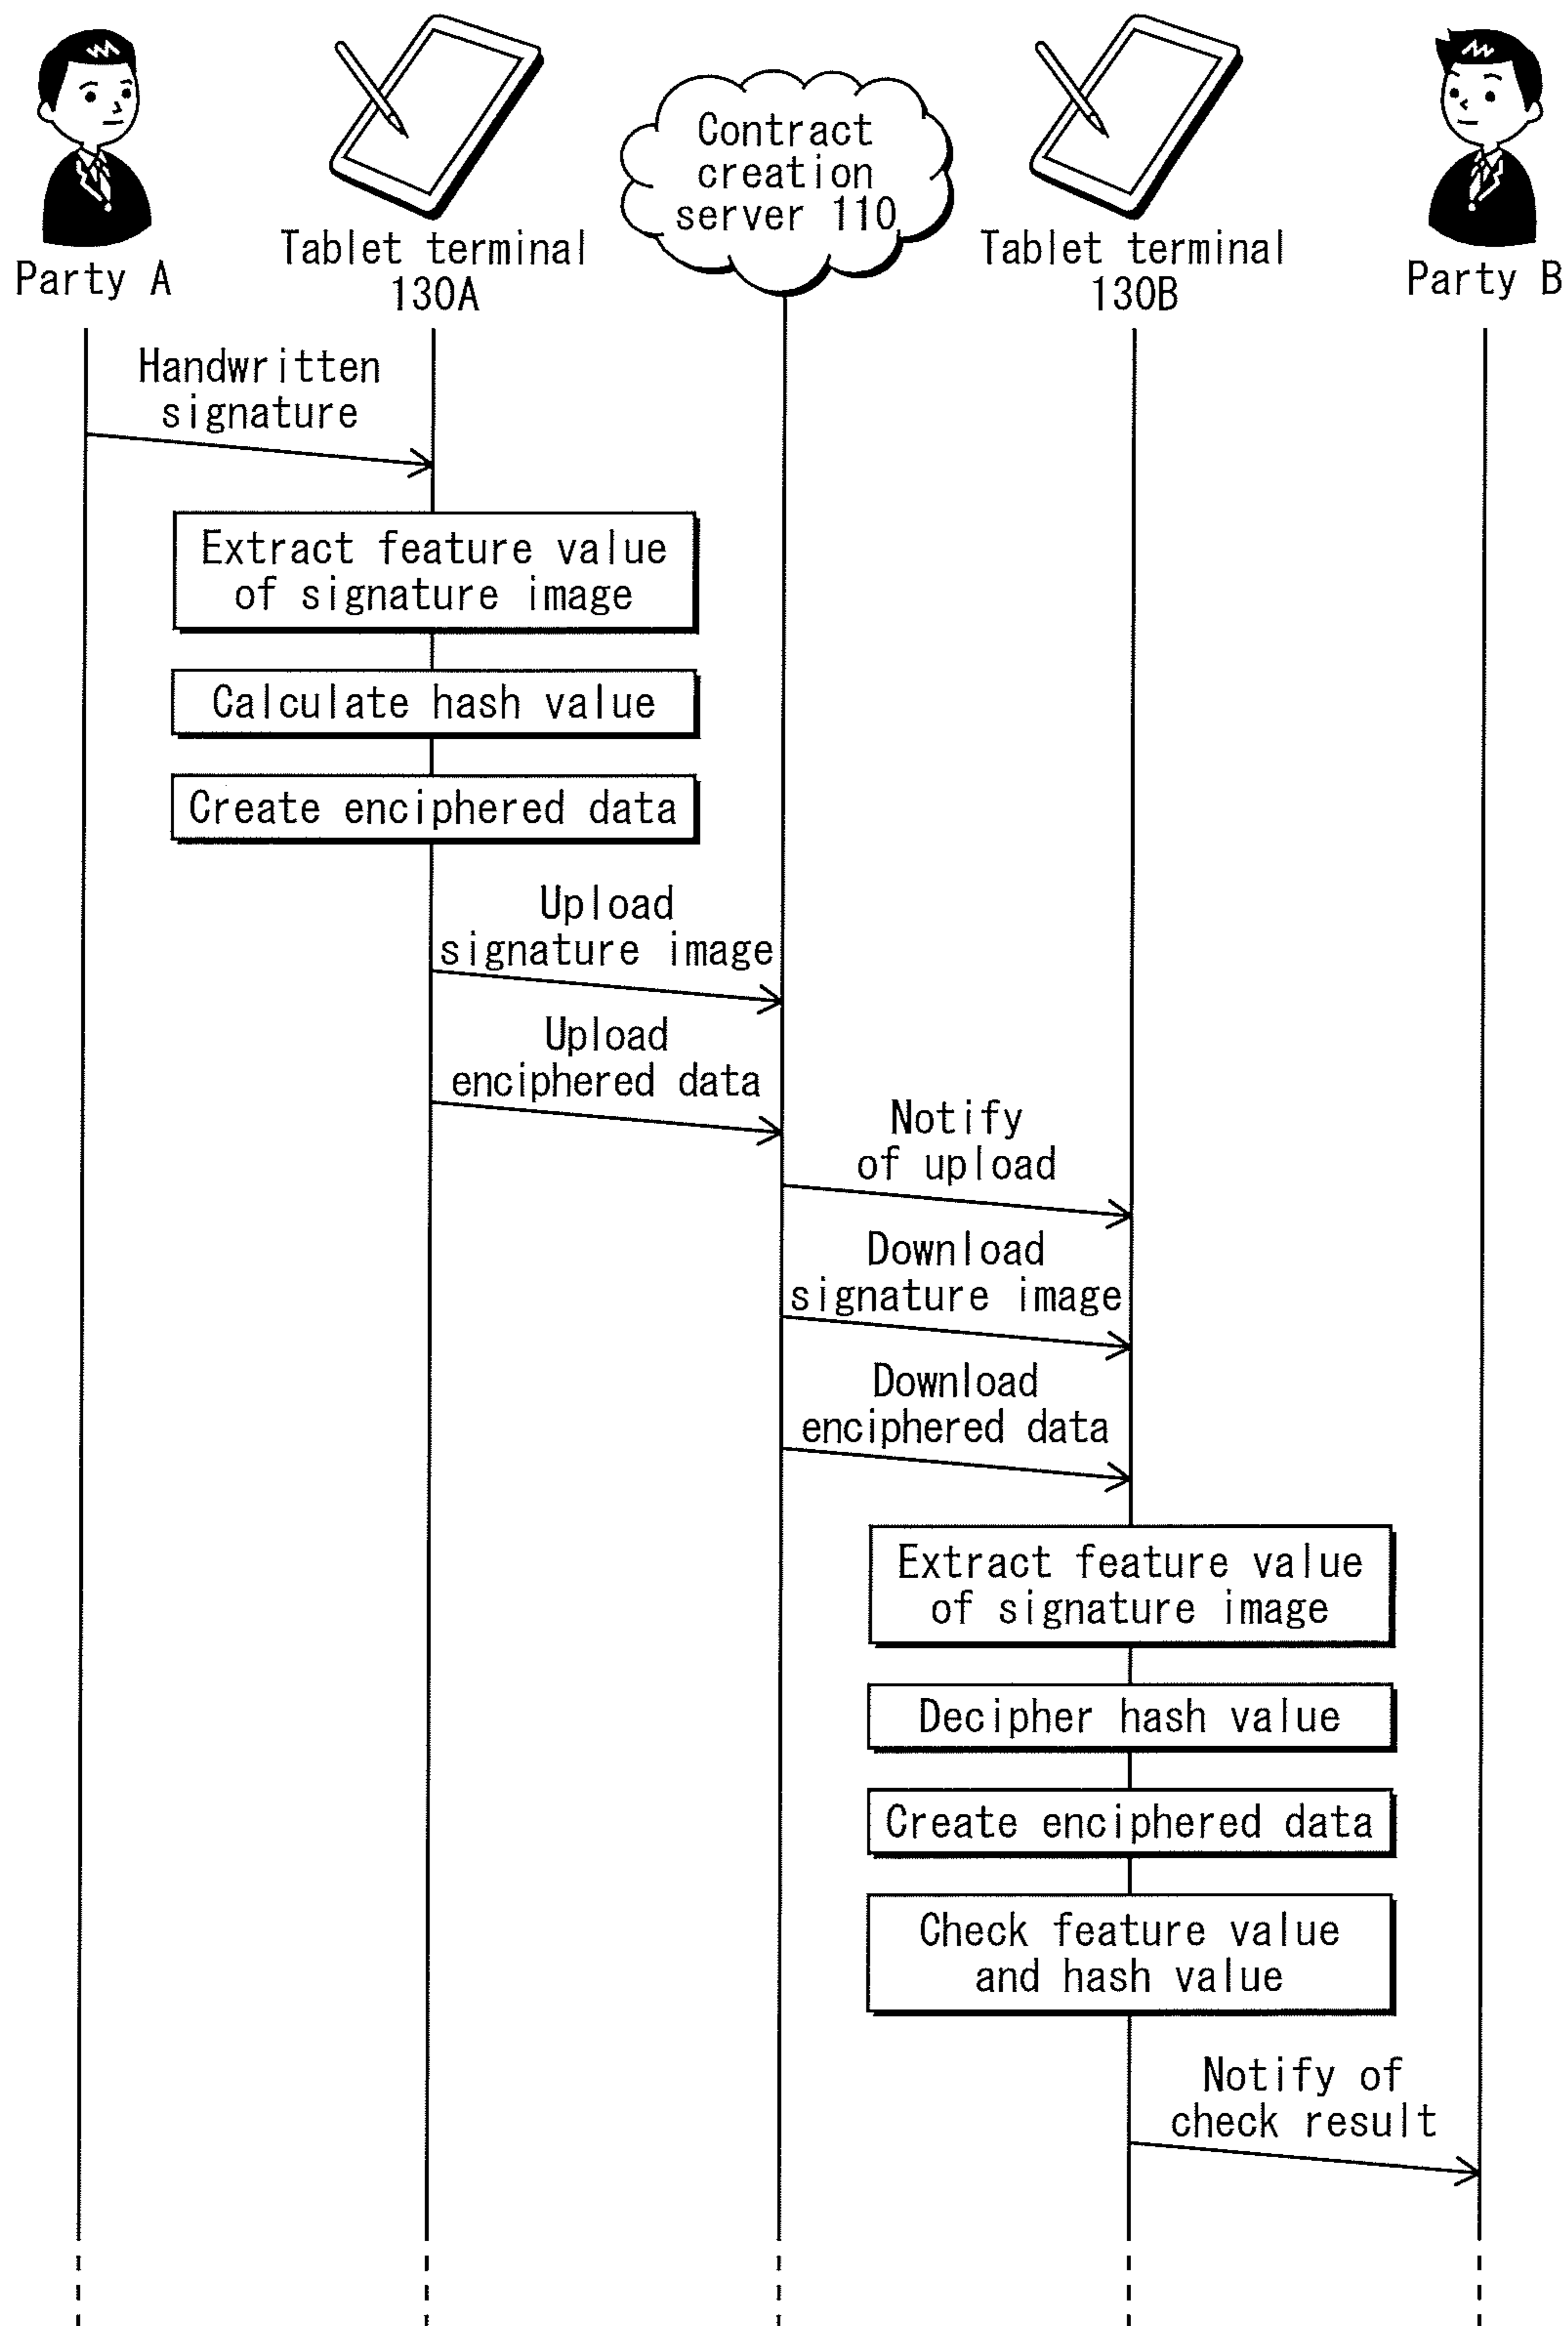 Party A
Tablet terminal
130A
Contract
creation
server 110
Tablet terminal
130B
Party B
Handwritten
signature
Extract feature value
of signature image
Calculate hash value
Create enciphered data
Upload
signature image
Upload
enciphered data
Notify
of upload
Download
signature image
Download
enciphered data
Extract feature value
of signature image
Decipher hash value
Create enciphered data
Check feature value
and hash value
Notify of
check result